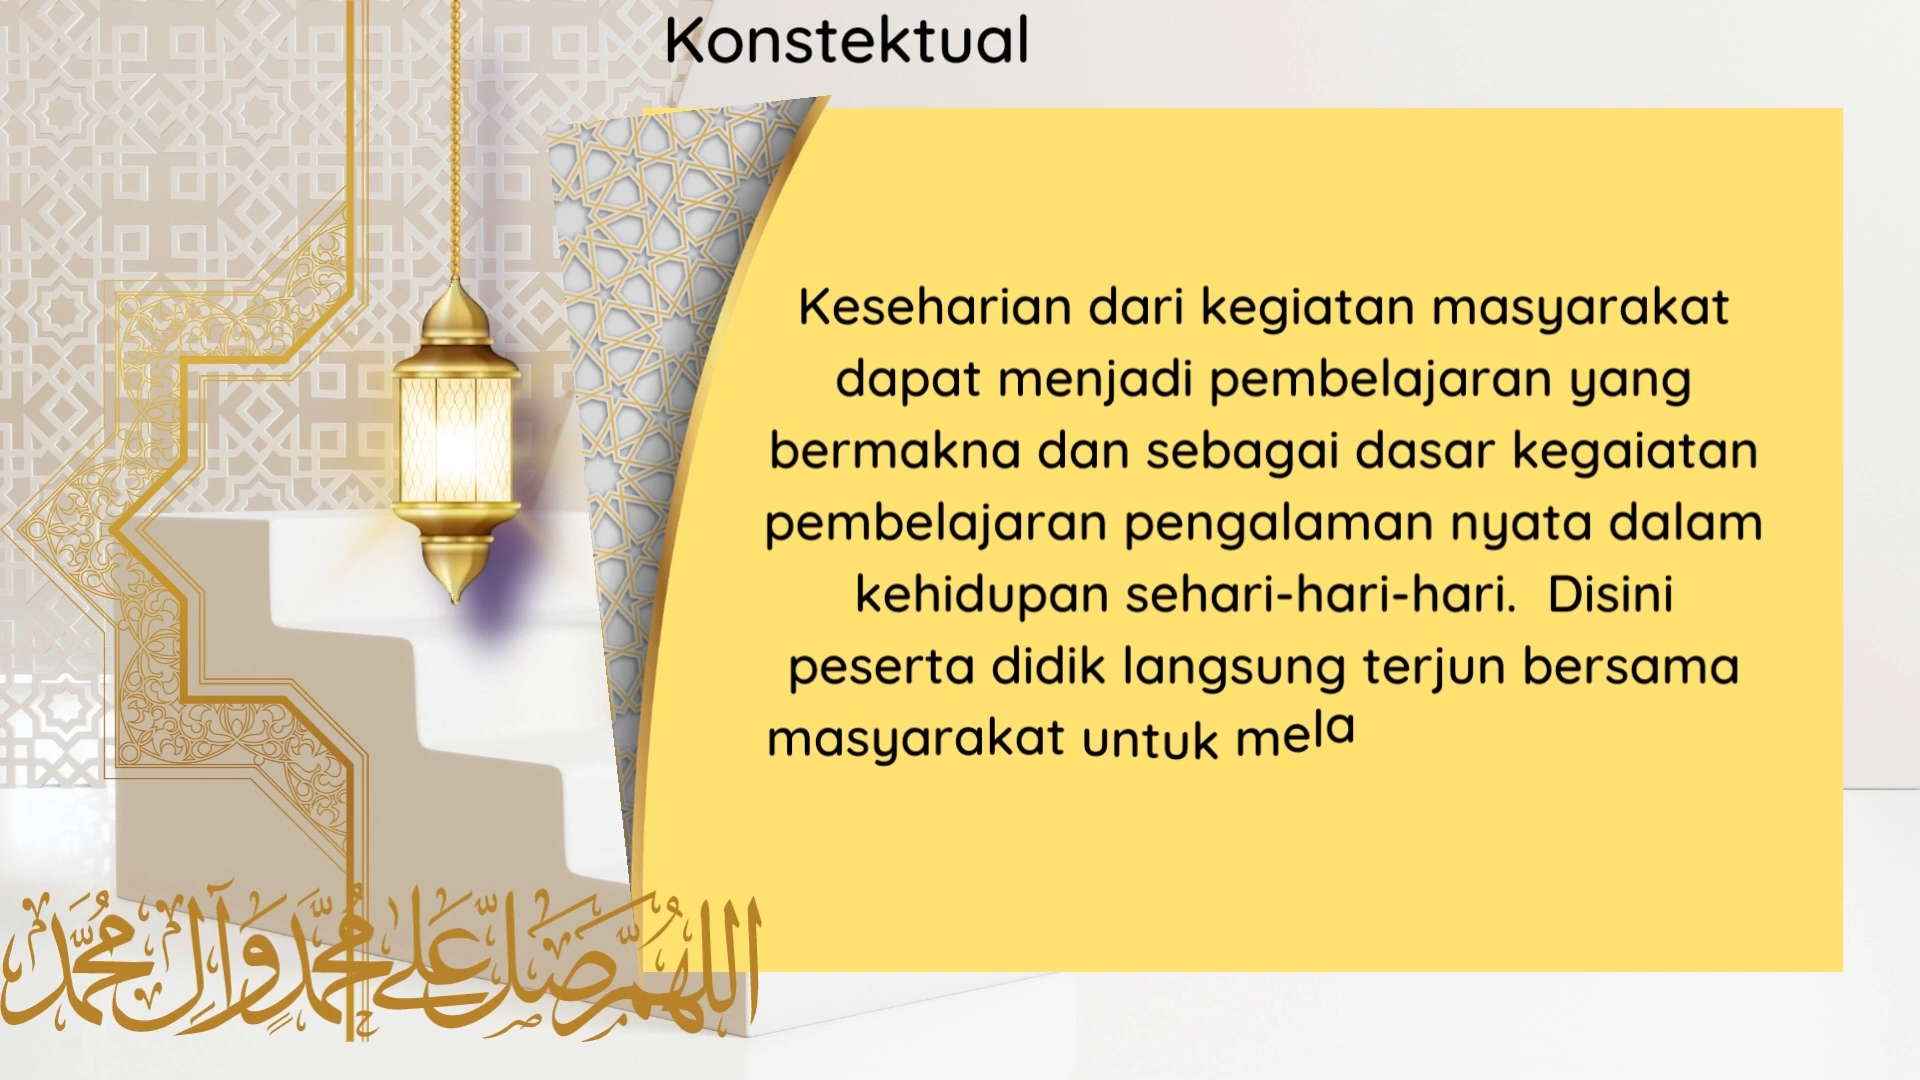 Konstektual
Keseharian dari kegiatan masyarakat
dapat menjadi pembelajaran yang
bermakna dan sebagai dasar kegaiatan
pembelajaran pengalaman nyata dalam
kehidupan sehari-hari-hari.  Disini
peserta didik langsung terjun bersama
masyarakat untuk mela
اللهم صل على محمد وآل محمد